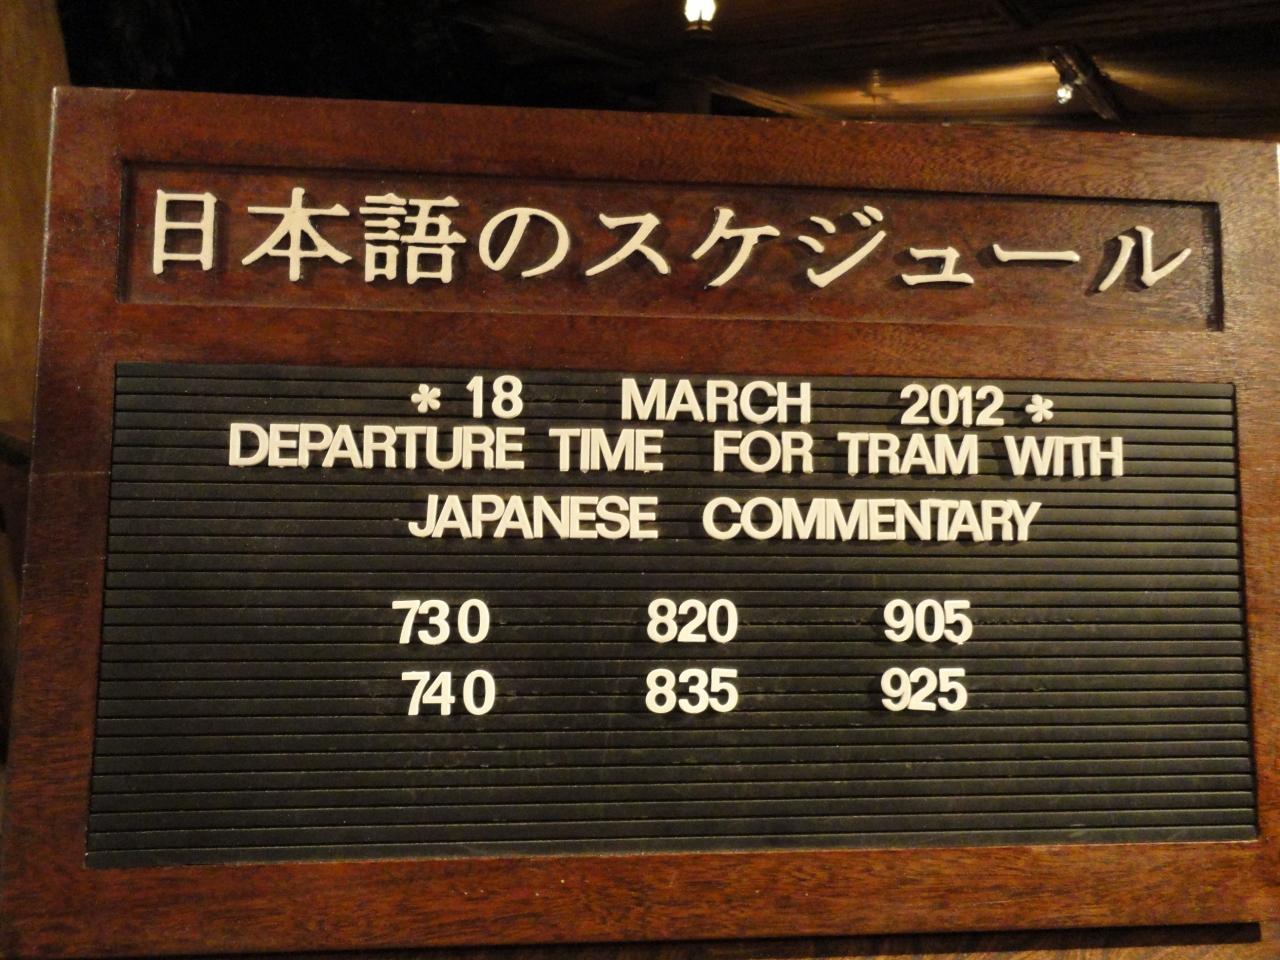 日本語のスケジュール
* 18 MARCH 2012 *
DEPARTURE TIME FOR TRAM WITH
JAPANESE COMMENTARY
730 820 905
740 835 925